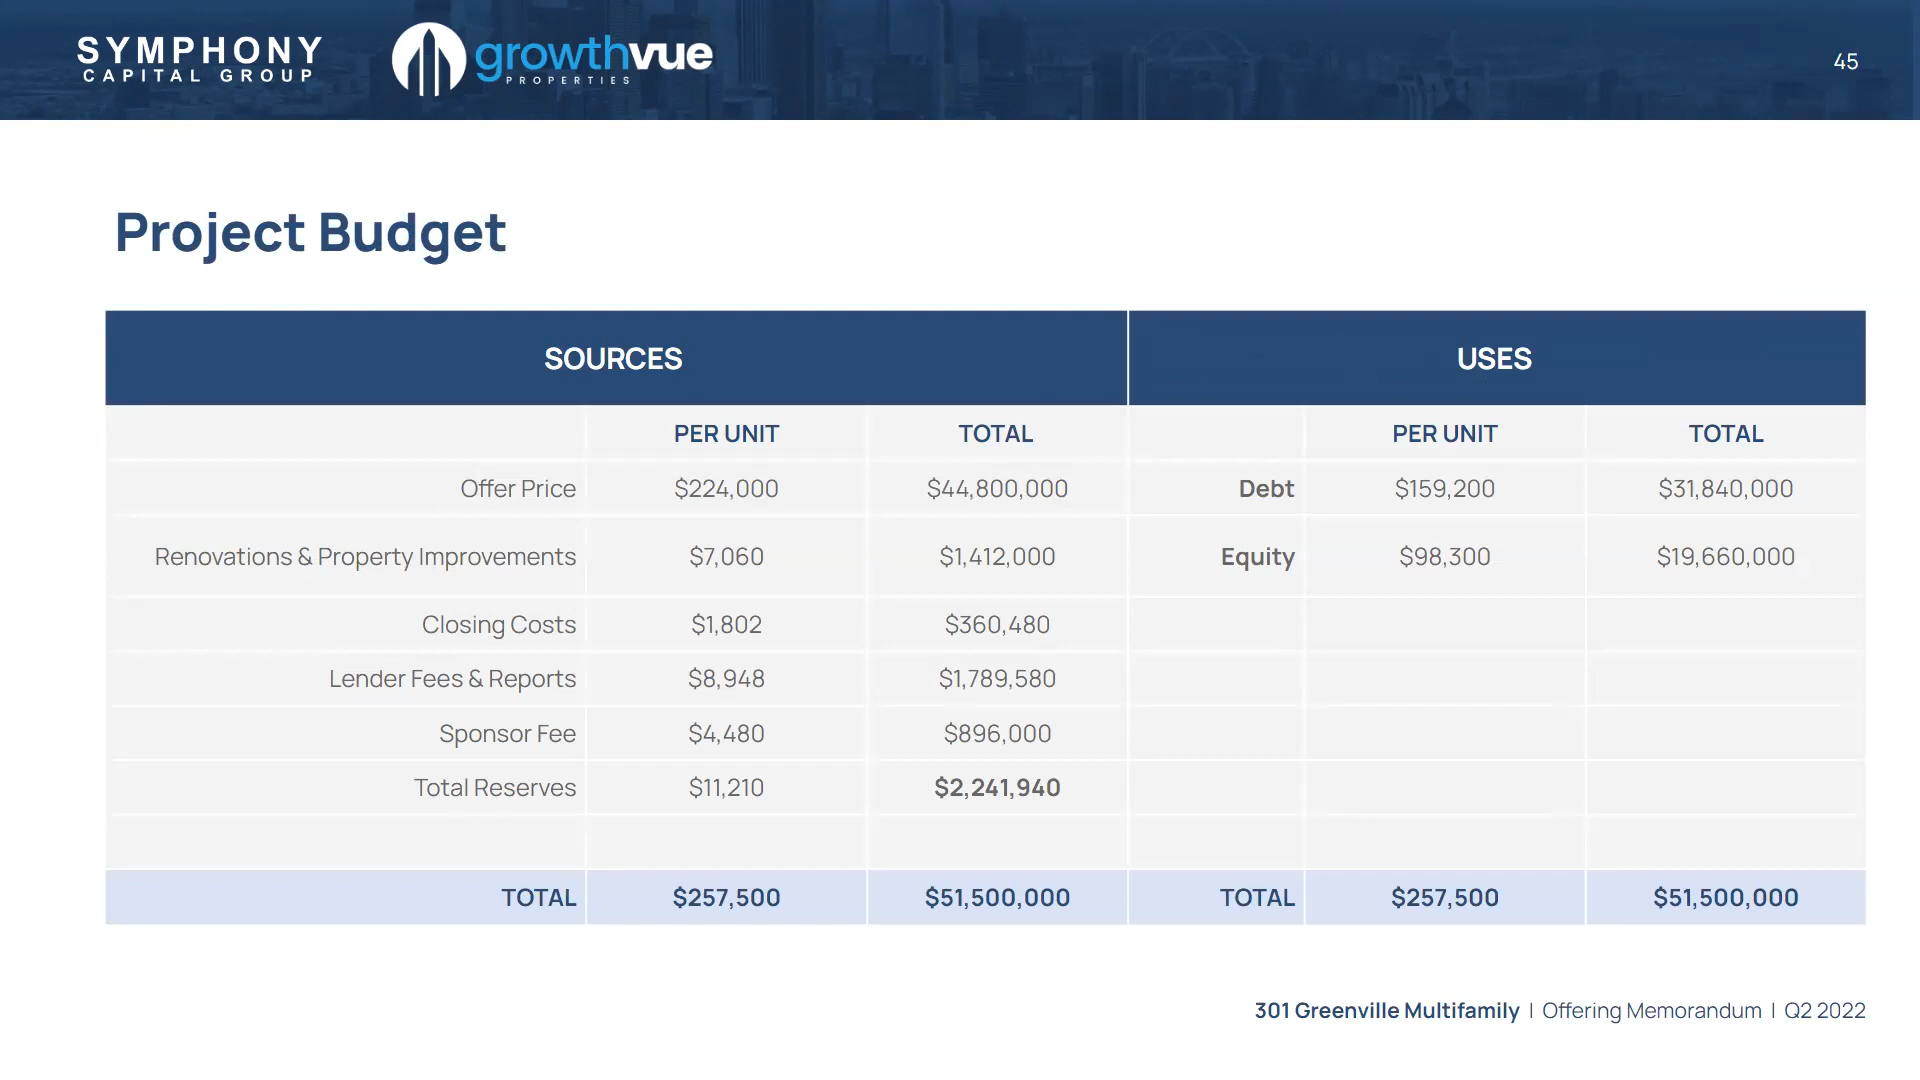 SYMPHONY
CAPITAL GROUP
growthvue
PROPERTIES
45
Project Budget
SOURCES USES
PER UNIT TOTAL PER UNIT TOTAL
Offer Price $224,000 $44,800,000 Debt $159,200 $31,840,000
Renovations & Property Improvements $7,060 $1,412,000 Equity $98,300 $19,660,000
Closing Costs $1,802 $360,480
Lender Fees & Reports $8,948 $1,789,580
Sponsor Fee $4,480 $896,000
Total Reserves $11,210 $2,241,940
TOTAL $257,500 $51,500,000 TOTAL $257,500 $51,500,000
301 Greenville Multifamily | Offering Memorandum | Q2 2022